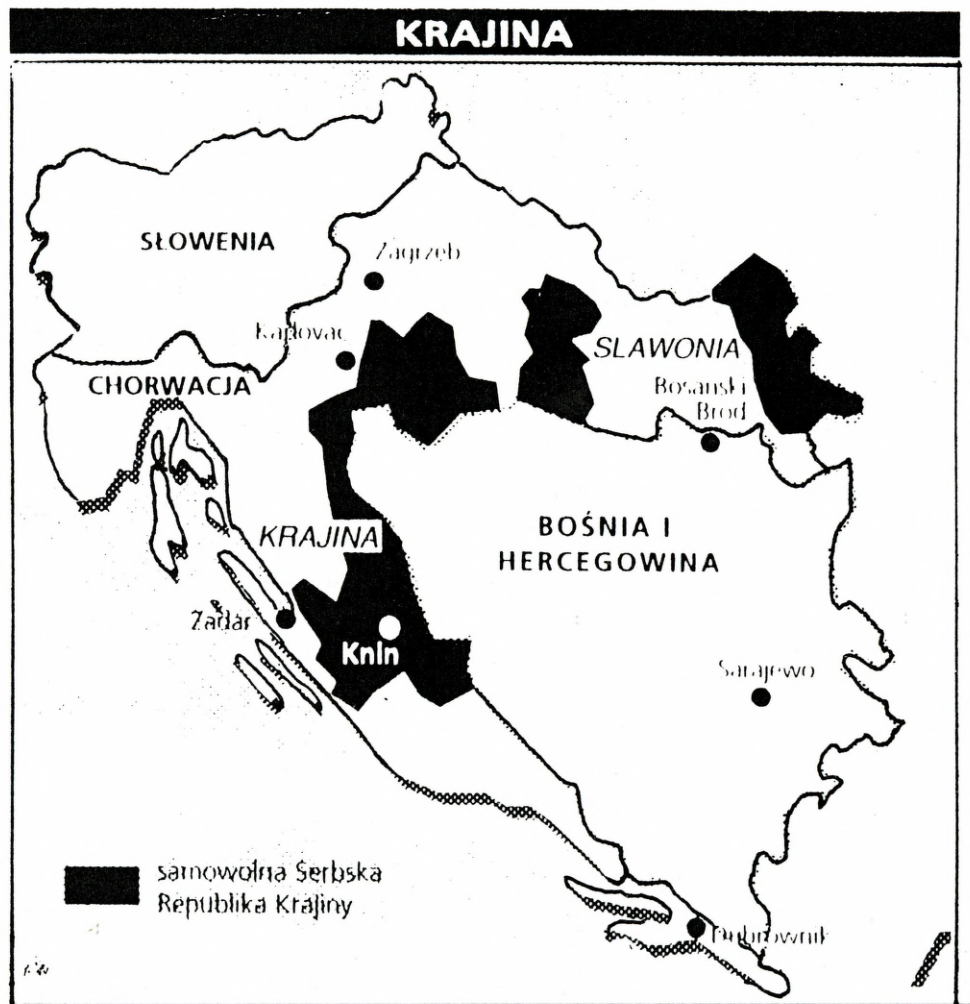 KRAJINA
SŁOWENIA
Zagrzeb
Karlovac
SLAWONIA
CHORWACJA
Bosanski
Brod
KRAJINA
BOŚNIA I
HERCEGOWINA
Zadar
Knin
Sarajewo
samowolna Serbska
Republika Krajiny
Dubrownik